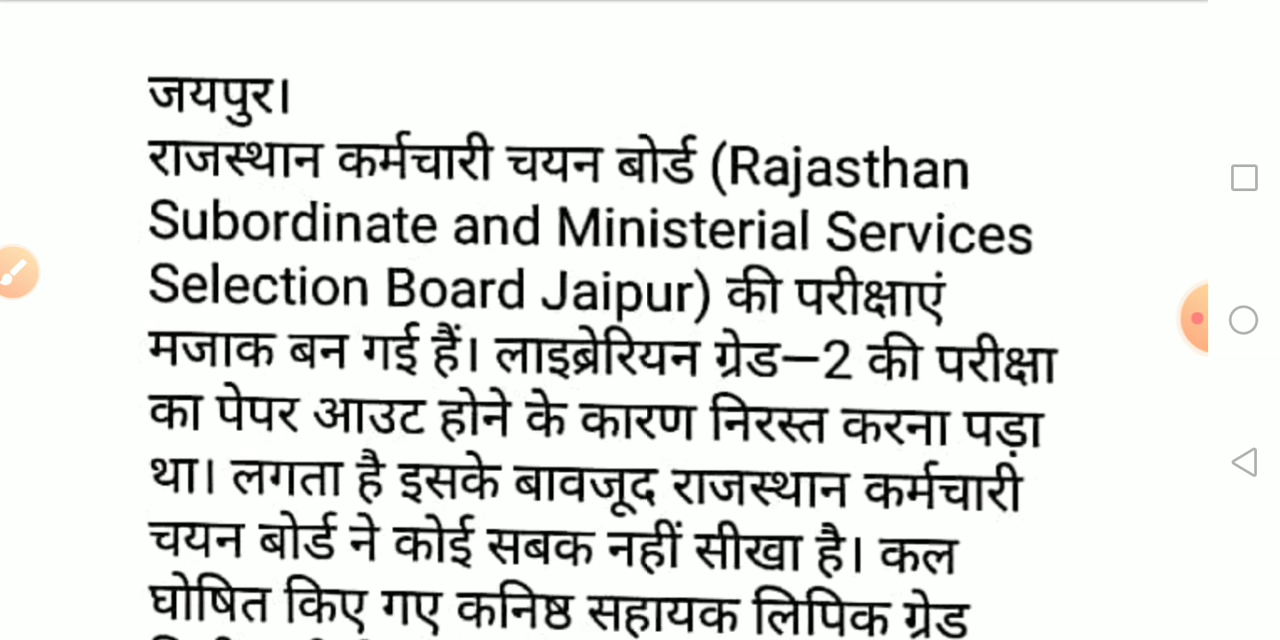 जयपुर।
राजस्थान कर्मचारी चयन बोर्ड (Rajasthan
Subordinate and Ministerial Services
Selection Board Jaipur) की परीक्षाएं
मजाक बन गई हैं। लाइब्रेरियन ग्रेड—2 की परीक्षा
का पेपर आउट होने के कारण निरस्त करना पड़ा
था। लगता है इसके बावजूद राजस्थान कर्मचारी
चयन बोर्ड ने कोई सबक नहीं सीखा है। कल
घोषित किए गए कनिष्ठ सहायक लिपिक ग्रेड